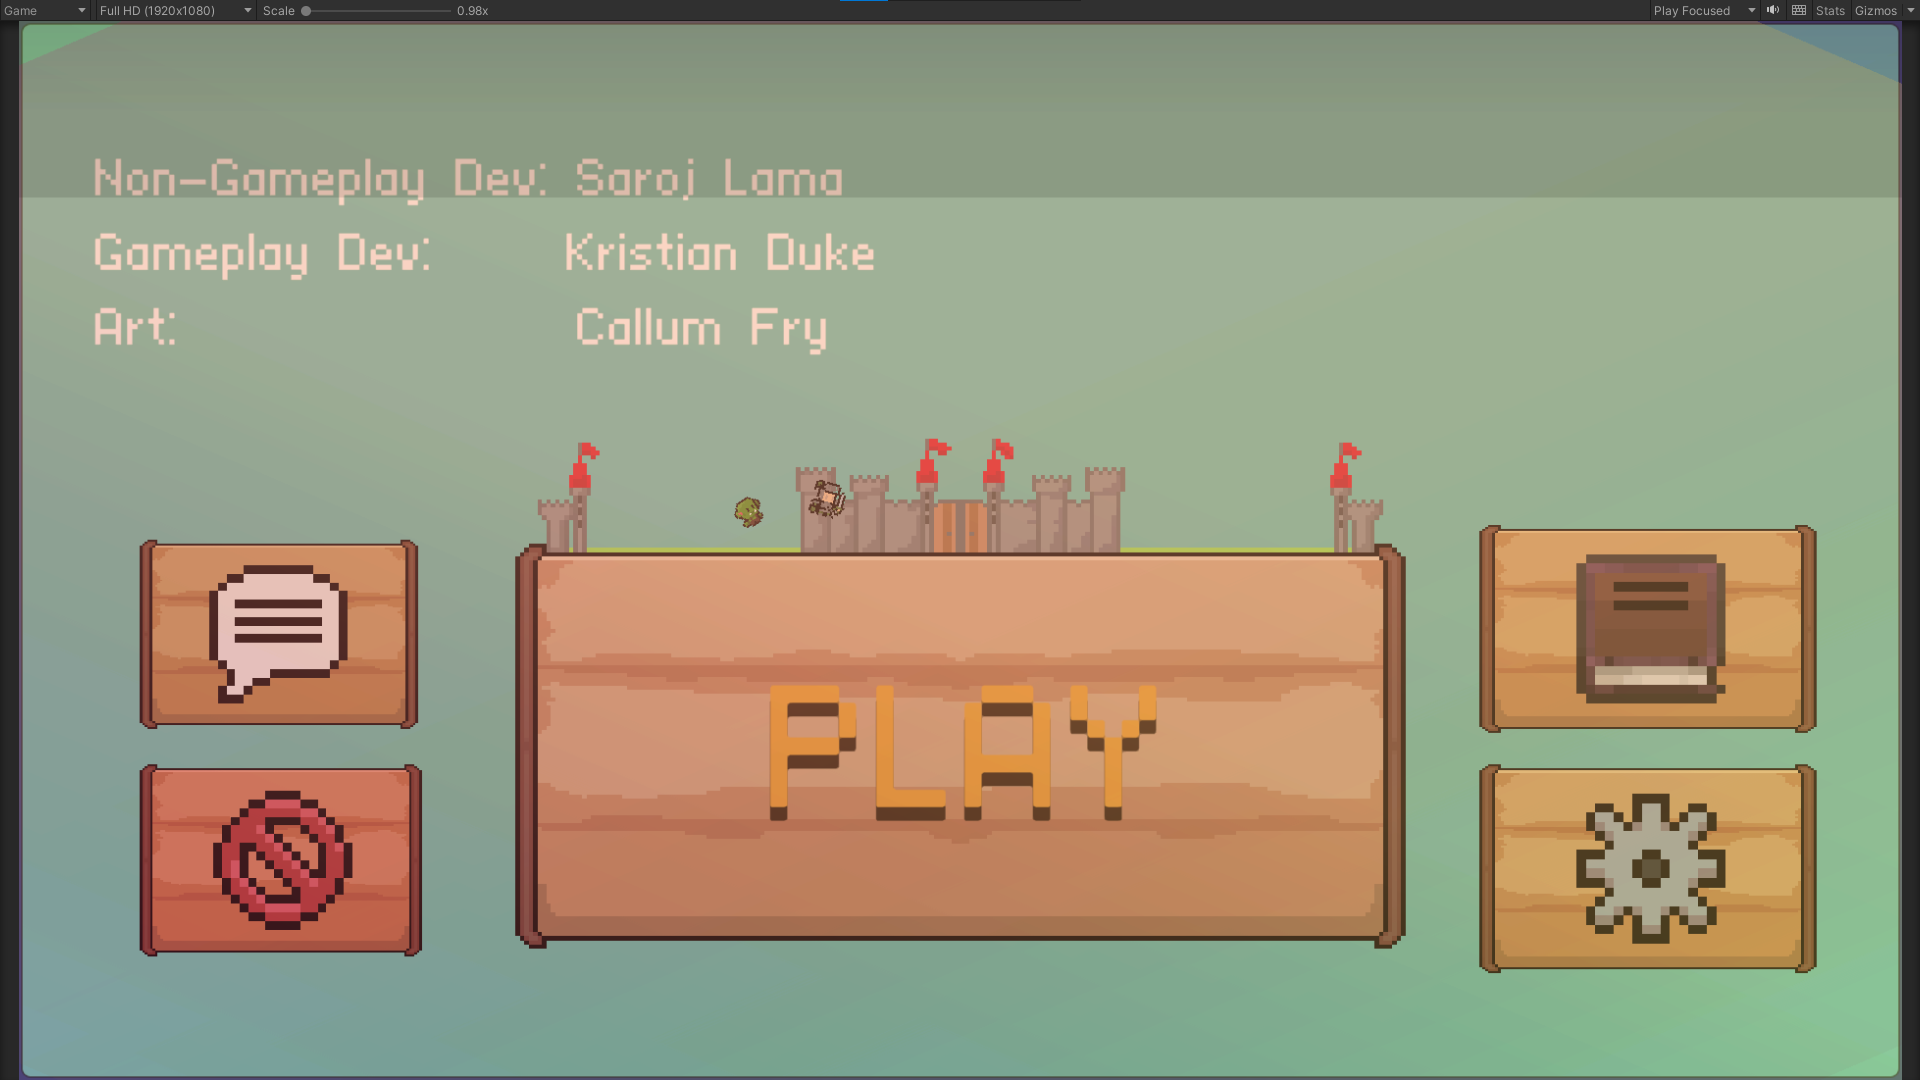 Game Full HD (1920x1080) Scale 0.98x Play Focused Stats Gizmos
Non-Gameplay Dev: Saroj Lama
Gameplay Dev: Kristian Duke
Art: Callum Fry
PLAY